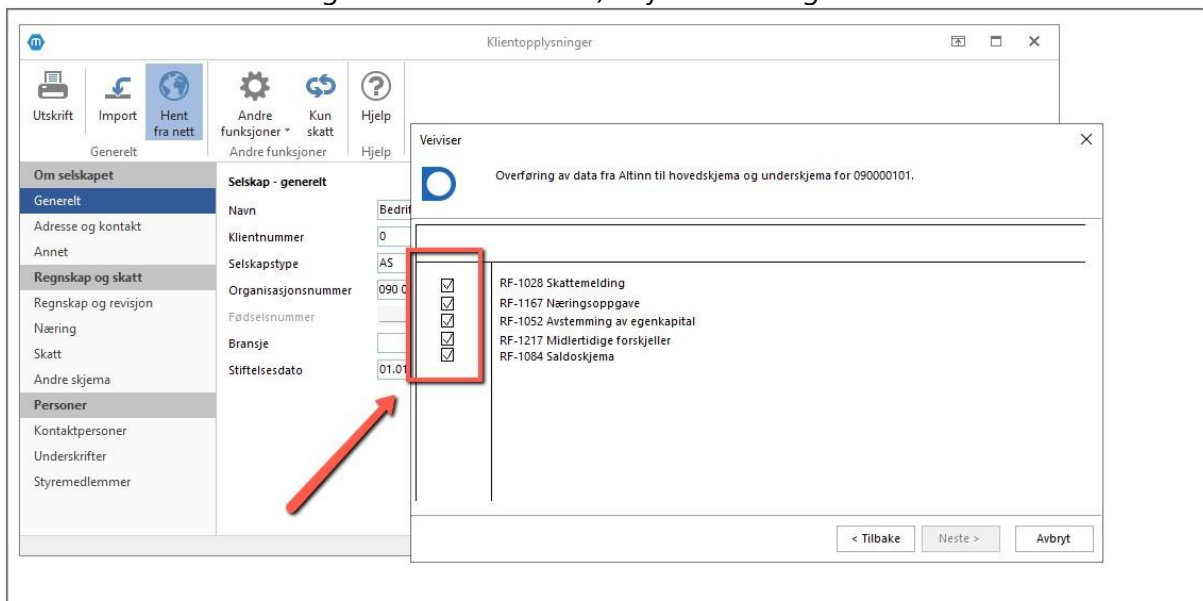 Klientopplysninger
Utskrift
Import
Hent
fra nett
Andre
funksjoner
Kun
skatt
Hjelp
Generelt
Andre funksjoner
Hjelp
Om selskapet
Generelt
Adresse og kontakt
Annet
Regnskap og skatt
Regnskap og revisjon
Næring
Skatt
Andre skjema
Personer
Kontaktpersoner
Underskrifter
Styremedlemmer
Selskap - generelt
Navn
Klientnummer 0
Selskapstype AS
Organisasjonsnummer 090
Fødselsnummer
Bransje
Stiftelsesdato 01.01
Veiviser
Overføring av data fra Altinn til hovedskjema og underskjema for 090000101.
RF-1028 Skattemelding
RF-1167 Næringsoppgave
RF-1052 Avstemming av egenkapital
RF-1217 Midlertidige forskjeller
RF-1084 Saldoskjema
< Tilbake
Neste >
Avbryt